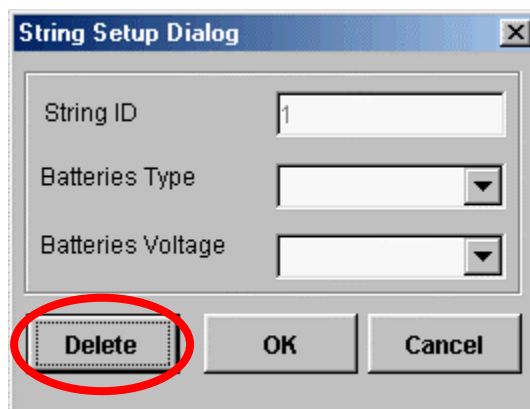 String Setup Dialog
String ID 1
Batteries Type
Batteries Voltage
Delete OK Cancel